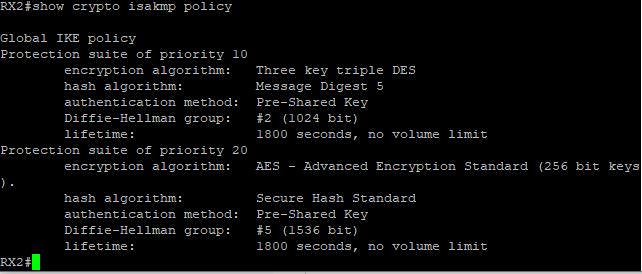 RX2#show crypto isakmp policy
Global IKE policy
Protection suite of priority 10
encryption algorithm: Three key triple DES
hash algorithm: Message Digest 5
authentication method: Pre-Shared Key
Diffie-Hellman group: #2 (1024 bit)
lifetime: 1800 seconds, no volume limit
Protection suite of priority 20
encryption algorithm: AES - Advanced Encryption Standard (256 bit keys
).
hash algorithm: Secure Hash Standard
authentication method: Pre-Shared Key
Diffie-Hellman group: #5 (1536 bit)
lifetime: 1800 seconds, no volume limit
RX2#